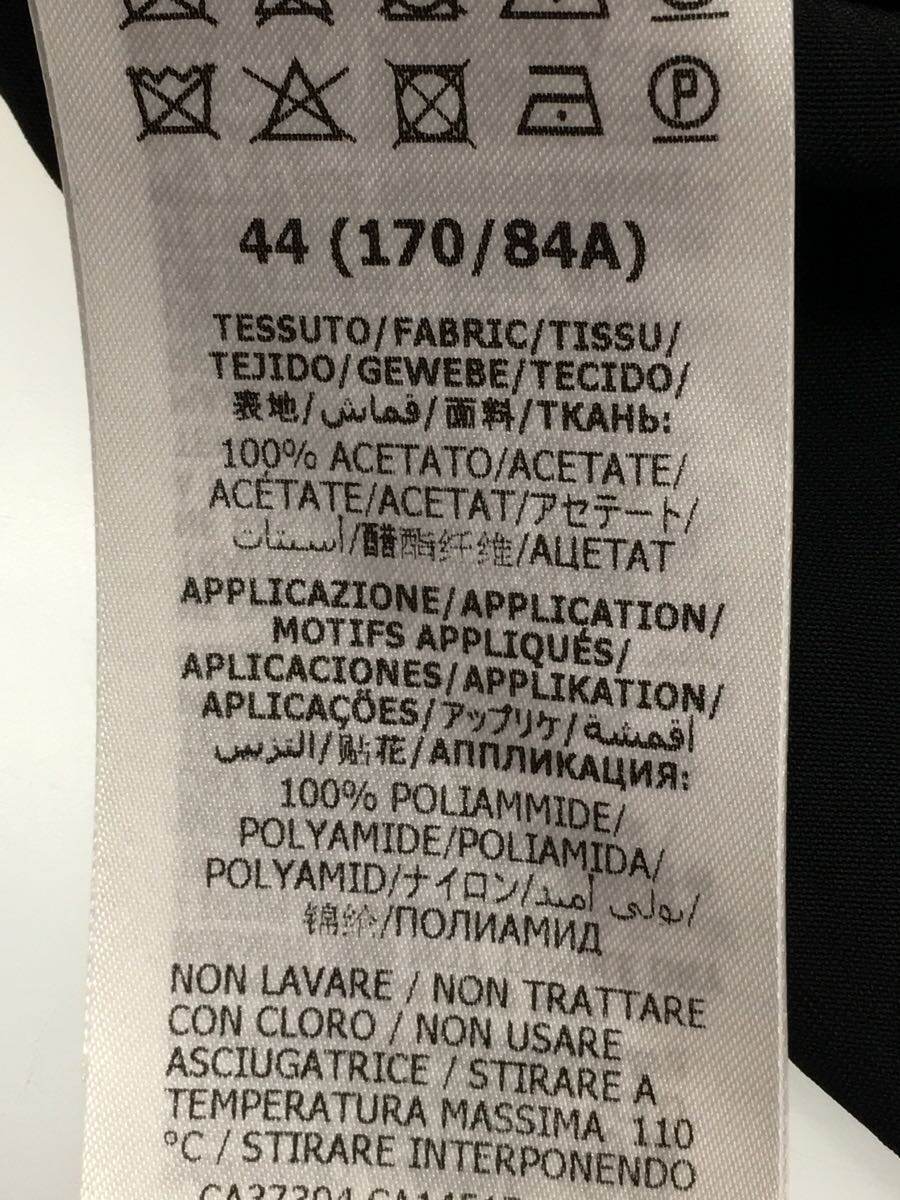 P
44 (170/84A)
TESSUTO/FABRIC/TISSU/
TEJIDO/GEWEBE/TECIDO/
表地/قماش/面料/ТКАНЬ:
100% ACETATO/ACETATE/
ACÉTATE/ACETAT/アセテート/
أسيتات/醋酯纤维/АЦЕТАТ
APPLICAZIONE/APPLICATION/
MOTIFS APPLIQUÉS/
APLICACIONES/APPLIKATION/
APLICAÇÕES/アップリケ/أقمشة
التزيين/贴花/АППЛИКАЦИЯ:
100% POLIAMMIDE/
POLYAMIDE/POLIAMIDA/
POLYAMID/ナイロン/بولي أميد/
锦纶/ПОЛИАМИД
NON LAVARE / NON TRATTARE
CON CLORO / NON USARE
ASCIUGATRICE / STIRARE A
TEMPERATURA MASSIMA 110
°C / STIRARE INTERPONENDO